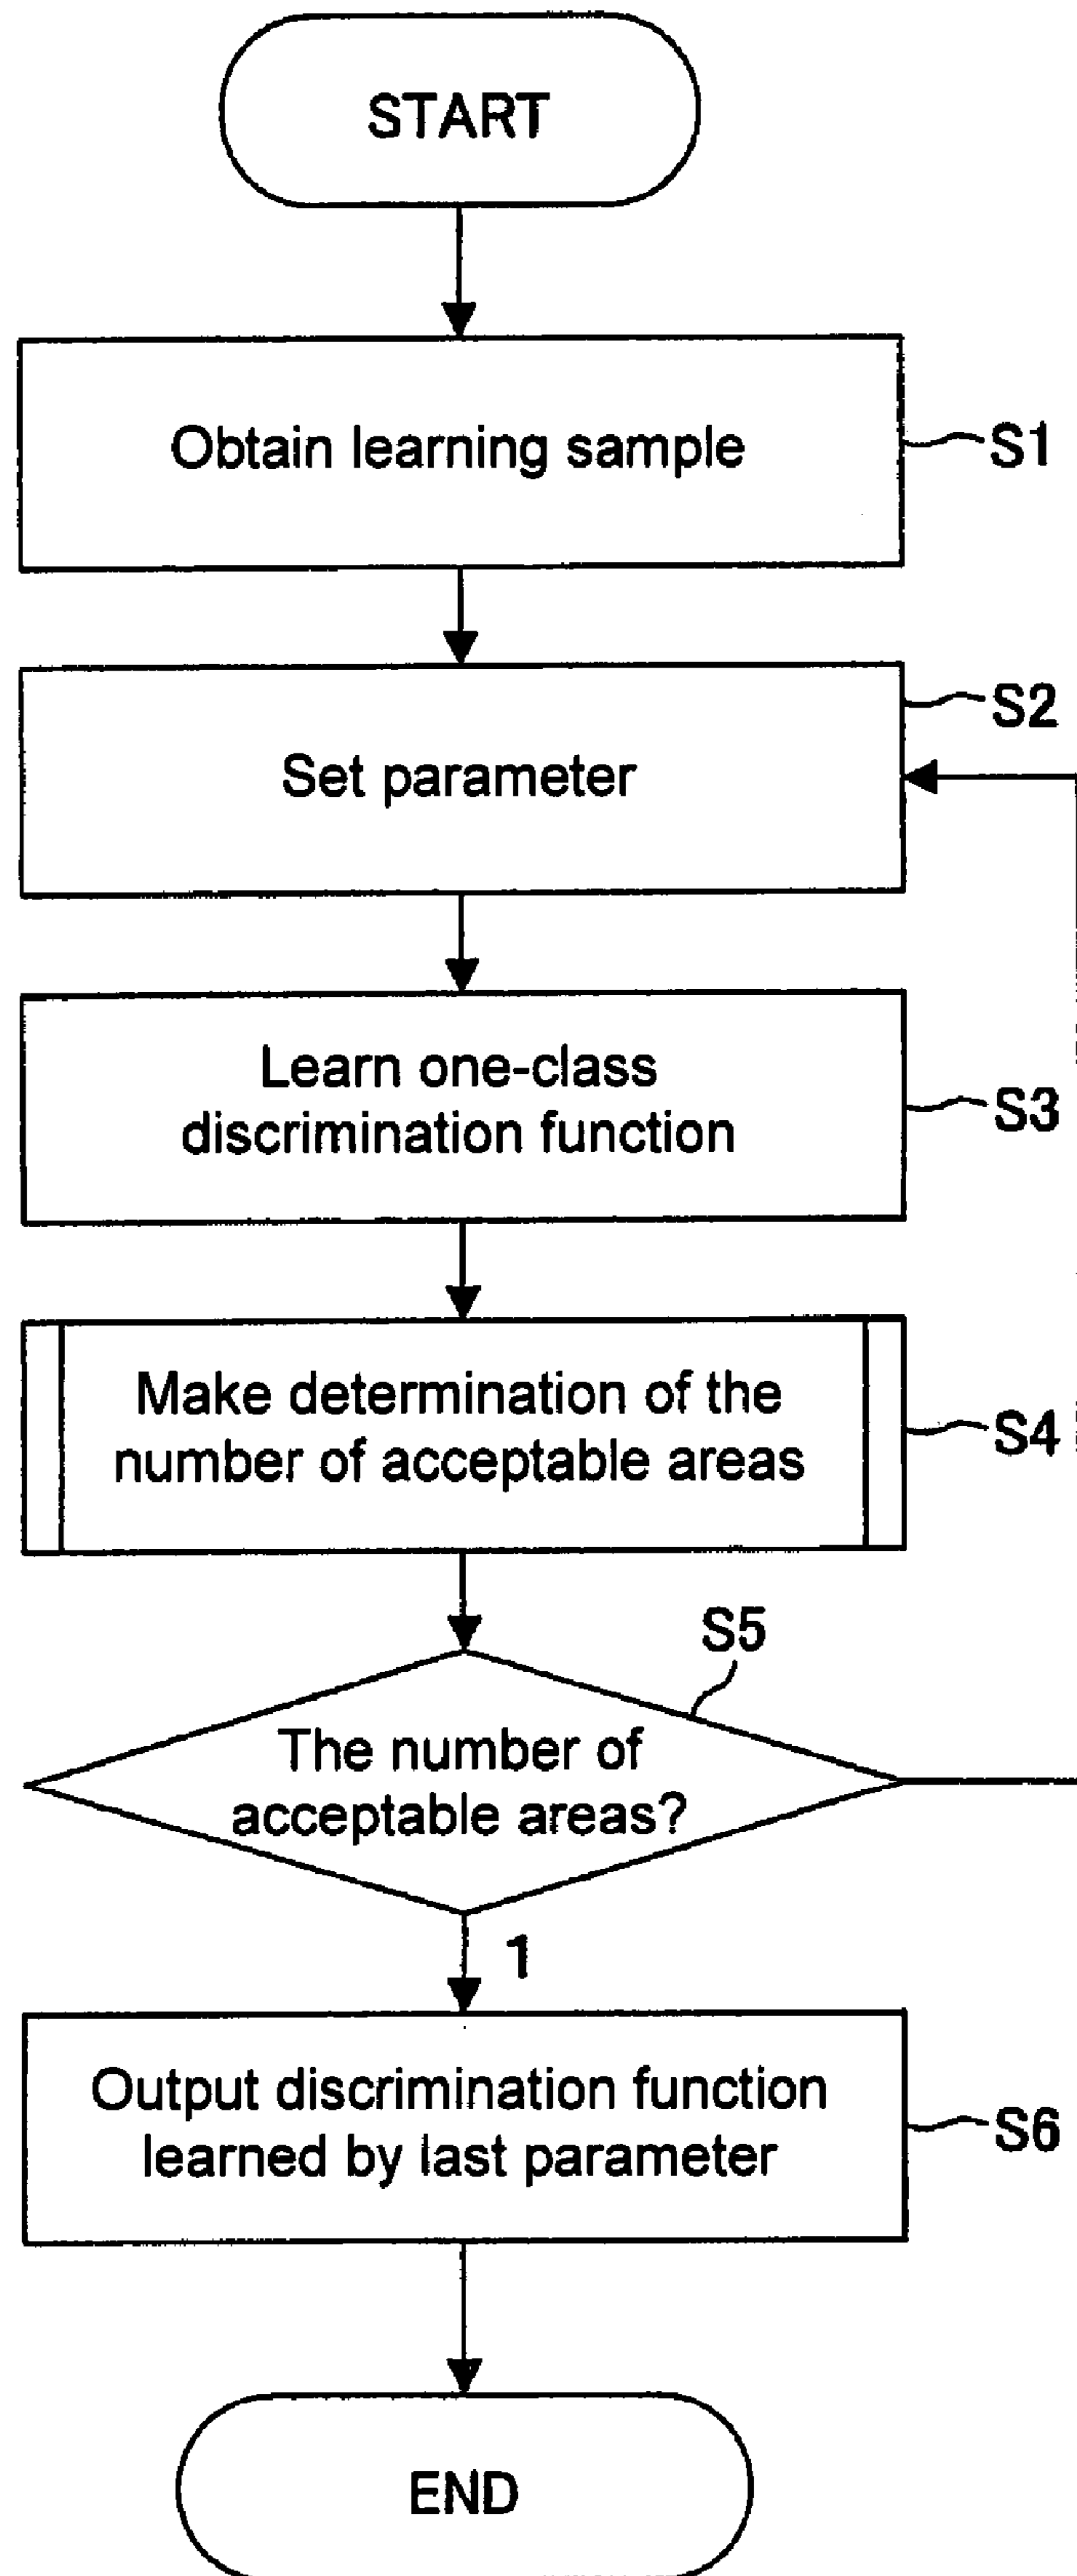 START
Obtain learning sample
S1
S2
Set parameter
Learn one-class
discrimination function
S3
Make determination of the
number of acceptable areas
S4
S5
The number of
acceptable areas?
1
Output discrimination function
learned by last parameter
S6
END